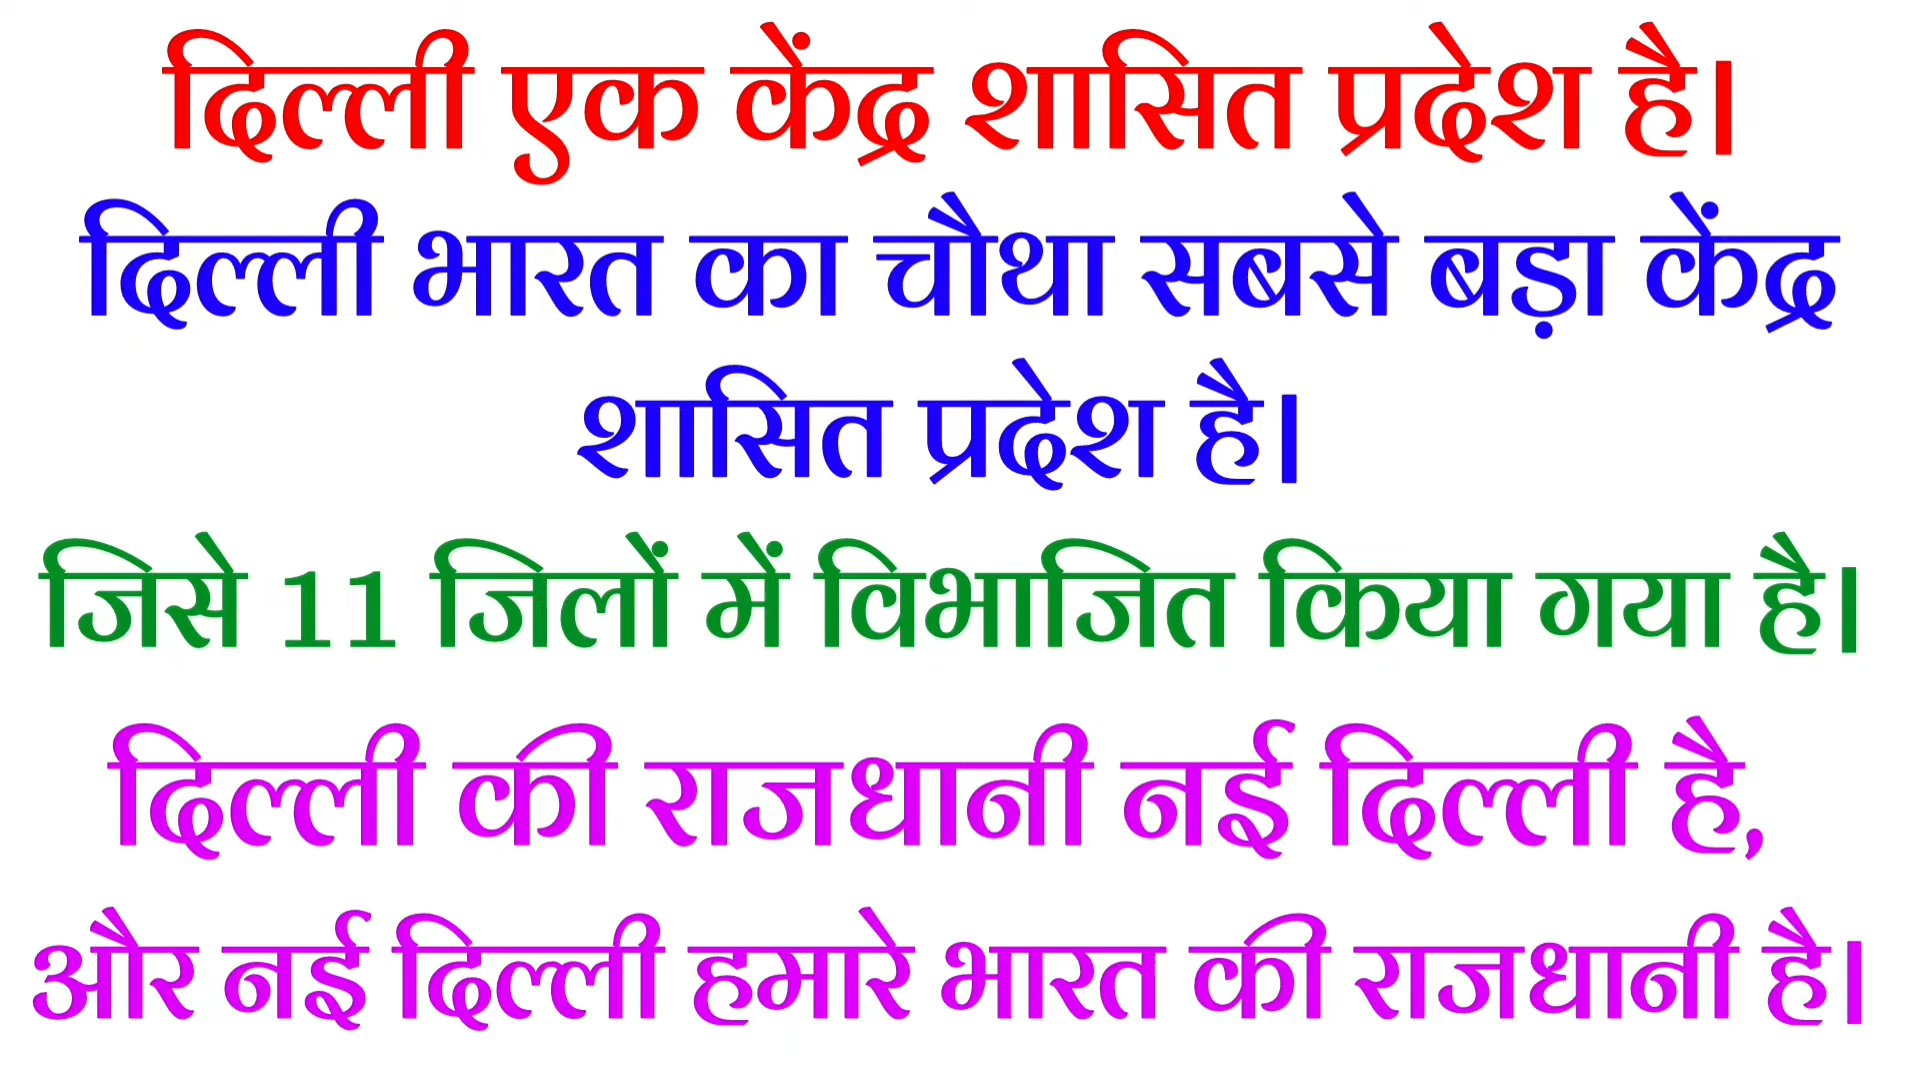 दिल्ली एक केंद्र शासित प्रदेश है।
दिल्ली भारत का चौथा सबसे बड़ा केंद्र
शासित प्रदेश है।
जिसे 11 जिलों में विभाजित किया गया है।
दिल्ली की राजधानी नई दिल्ली है,
और नई दिल्ली हमारे भारत की राजधानी है।